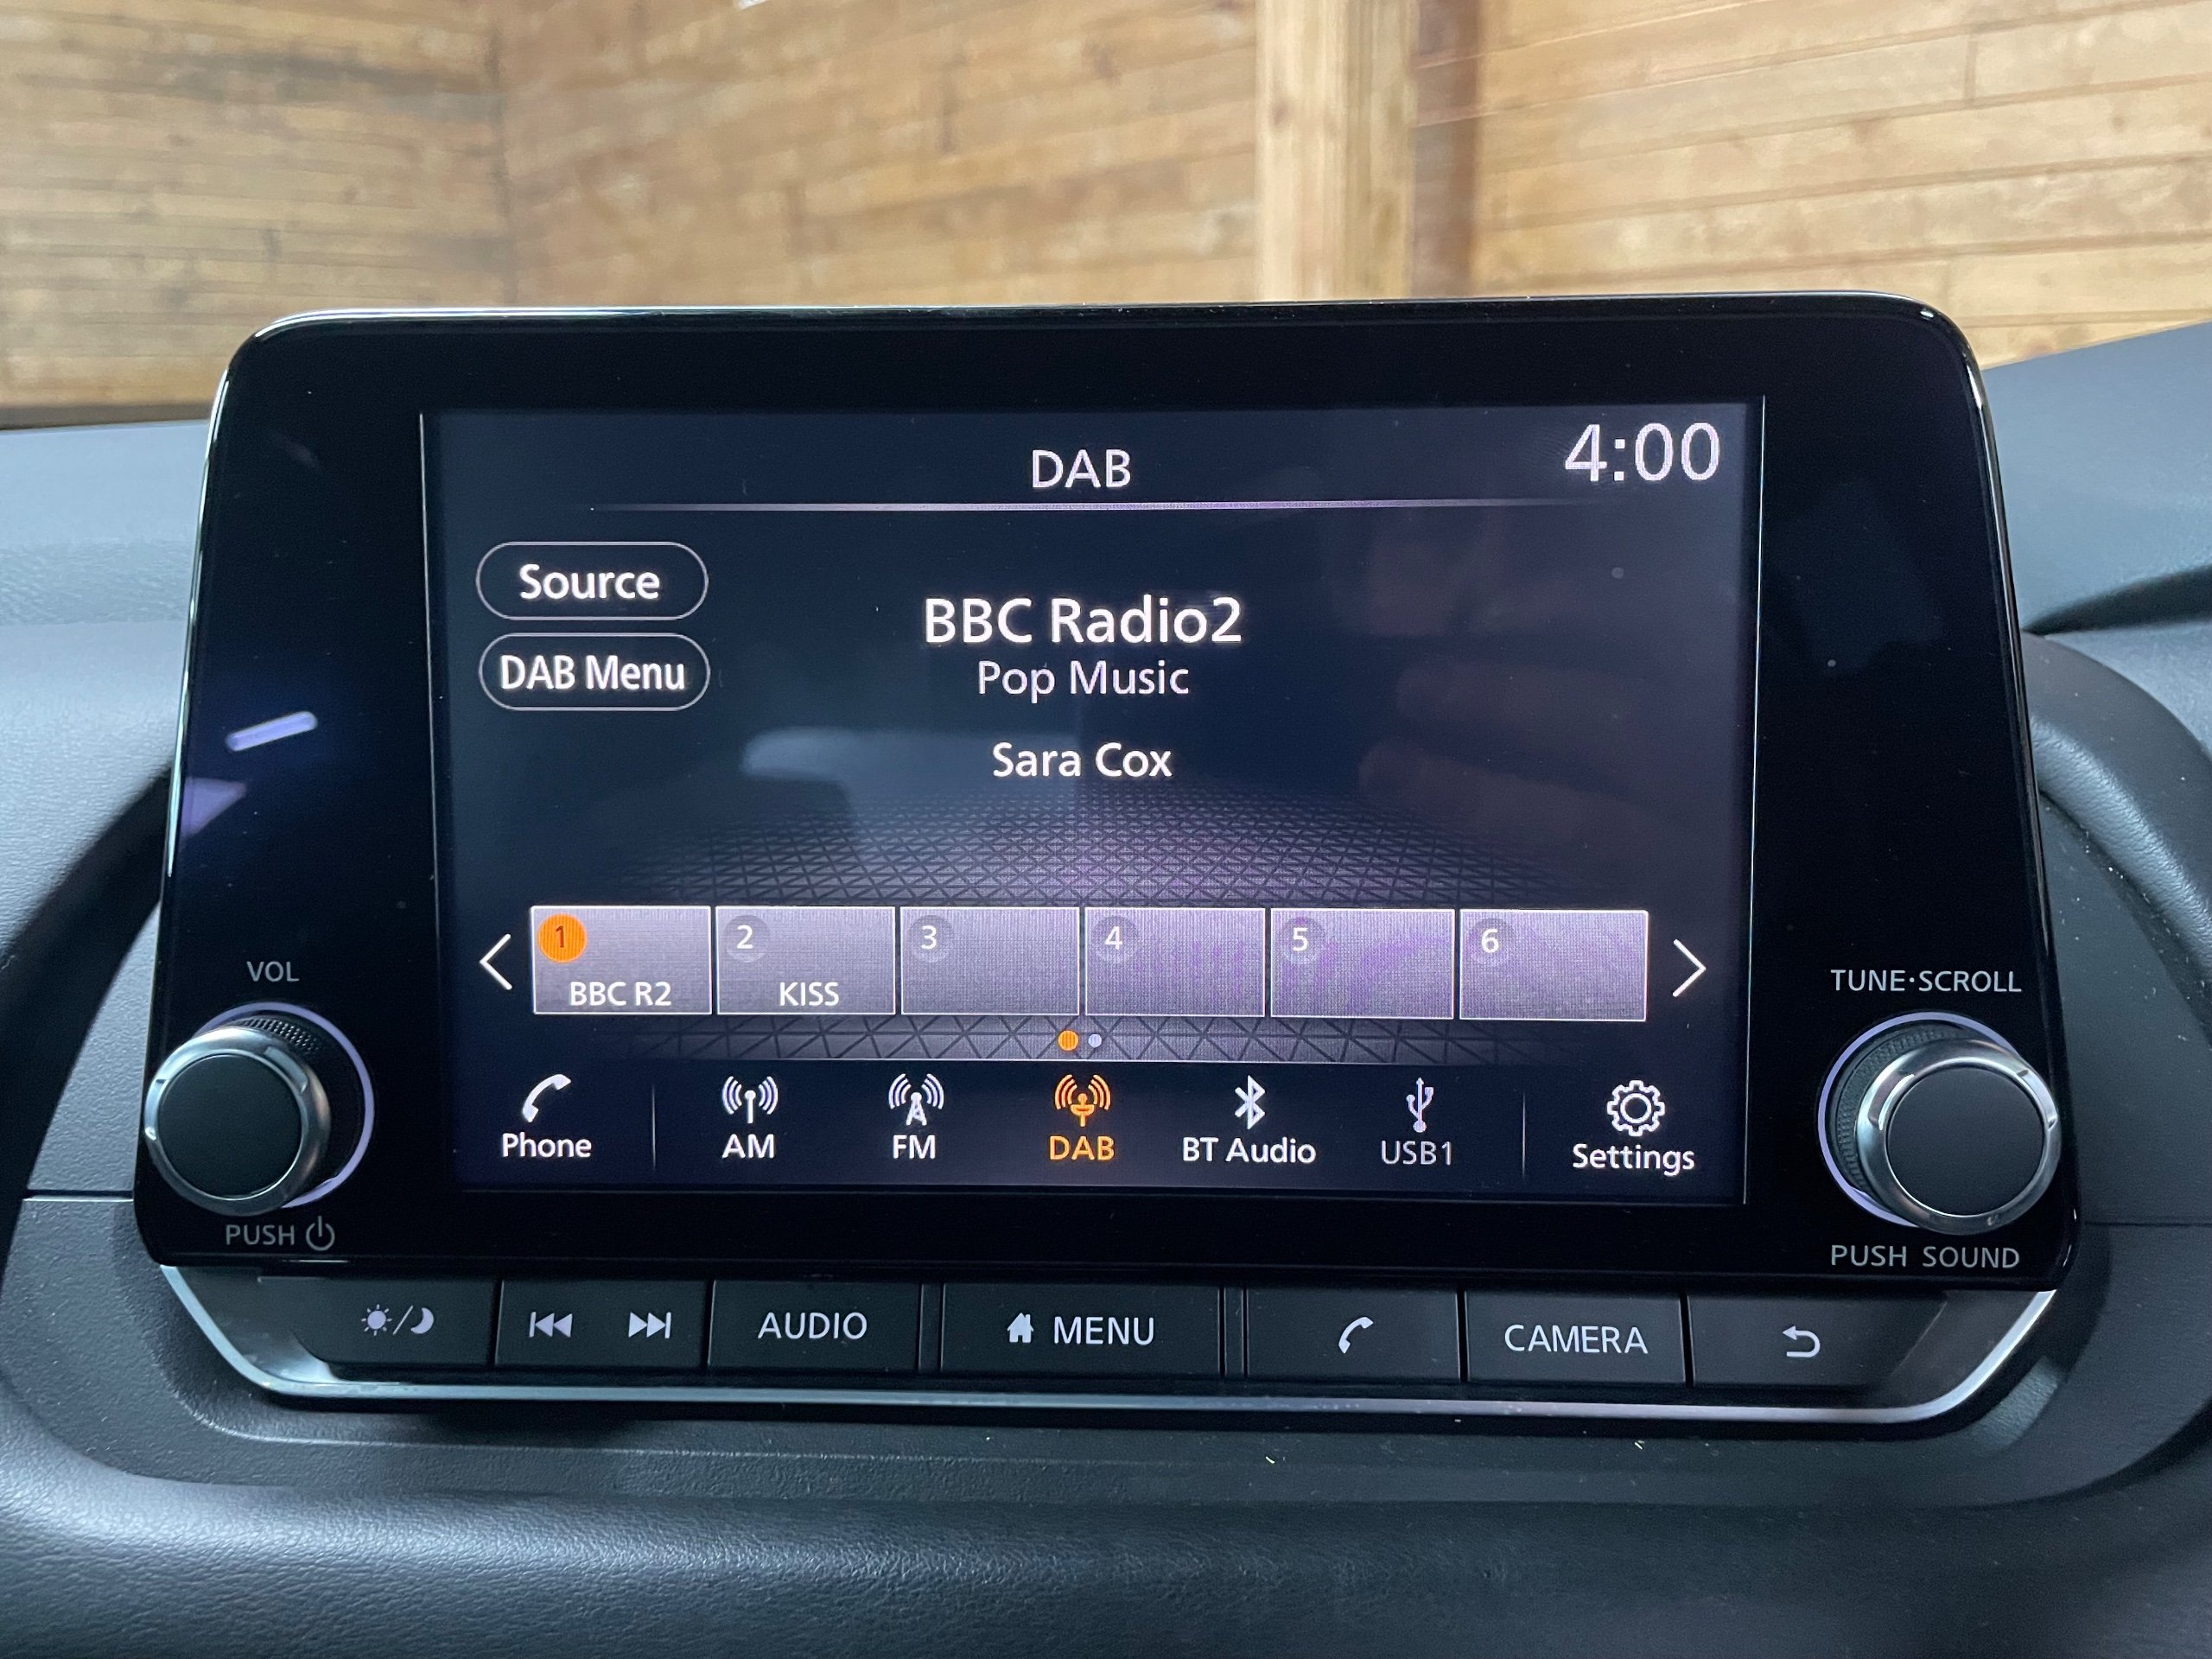 DAB
4:00
Source
DAB Menu
BBC Radio2
Pop Music
Sara Cox
1 2 3 4 5 6
BBC R2 KISS
Phone AM FM DAB BT Audio USB1 Settings
VOL
PUSH
TUNE·SCROLL
PUSH SOUND
AUDIO MENU CAMERA